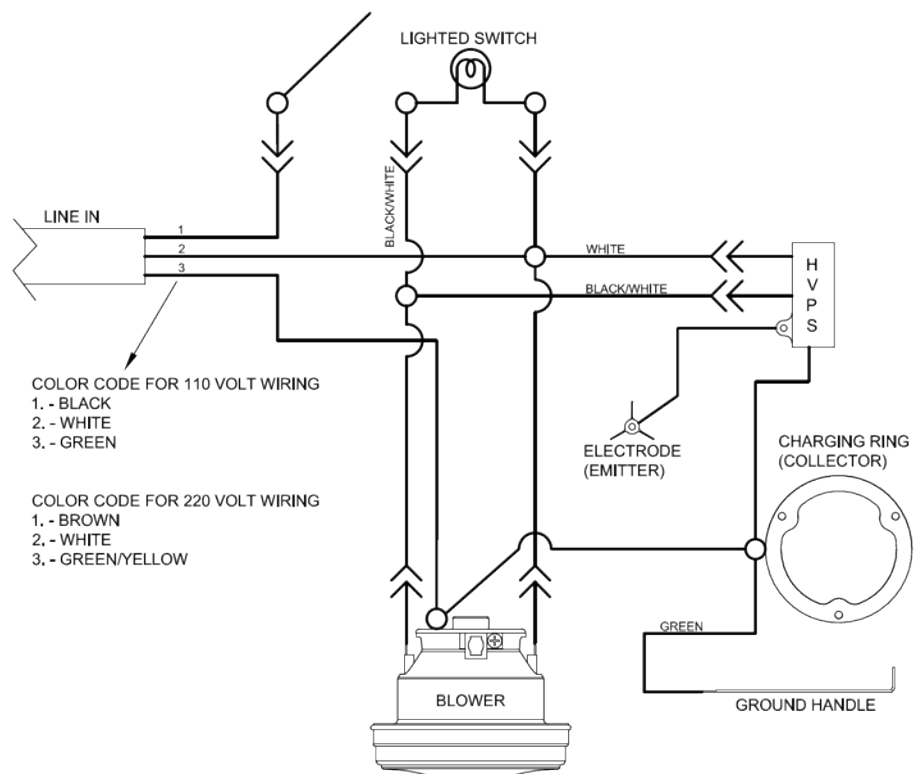 LIGHTED SWITCH
BLACK/WHITE
LINE IN
1
2
3
WHITE
BLACK/WHITE
H
V
P
S
COLOR CODE FOR 110 VOLT WIRING
1. - BLACK
2. - WHITE
3. - GREEN
ELECTRODE
(EMITTER)
CHARGING RING
(COLLECTOR)
COLOR CODE FOR 220 VOLT WIRING
1. - BROWN
2. - WHITE
3. - GREEN/YELLOW
GREEN
BLOWER
GROUND HANDLE